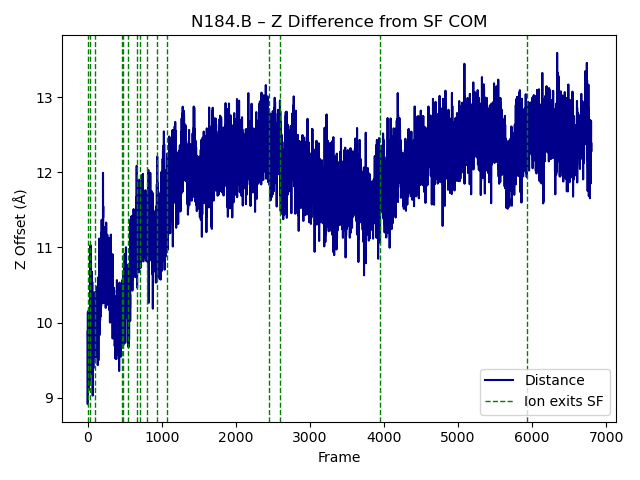 N184.B – Z Difference from SF COM
Z Offset (Å)
13
12
11
10
9
0 1000 2000 3000 4000 5000 6000 7000
Frame
Distance
Ion exits SF